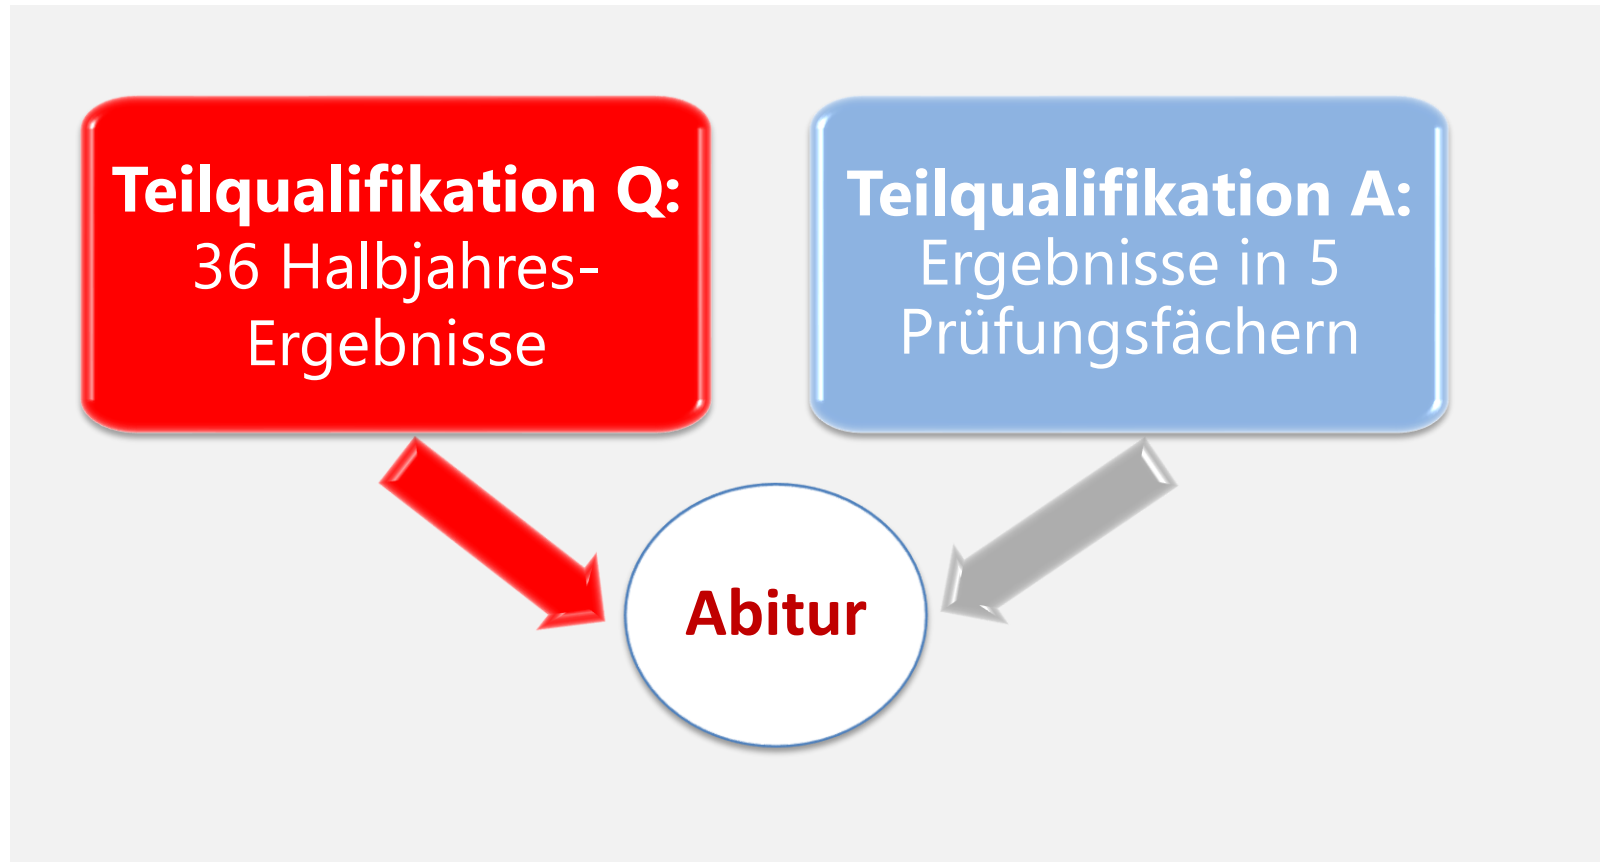 Teilqualifikation Q:
36 Halbjahres-
Ergebnisse
Teilqualifikation A:
Ergebnisse in 5
Prüfungsfächern
Abitur